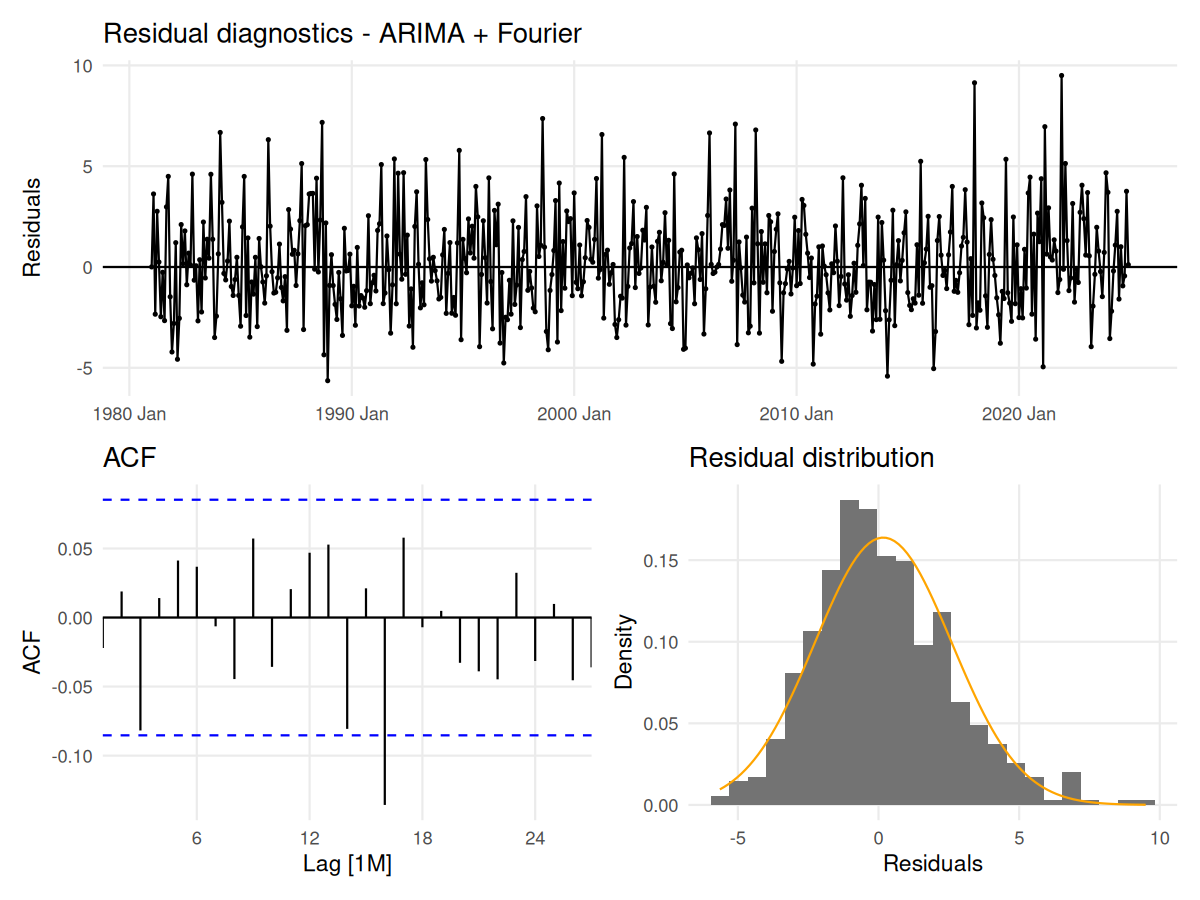 Residual diagnostics - ARIMA + Fourier
Residuals
10
5
0
-5
1980 Jan
1990 Jan
2000 Jan
2010 Jan
2020 Jan
ACF
ACF
0.05
0.00
-0.05
-0.10
6
12
18
24
Lag [1M]
Residual distribution
Density
0.15
0.10
0.05
0.00
-5
0
5
10
Residuals